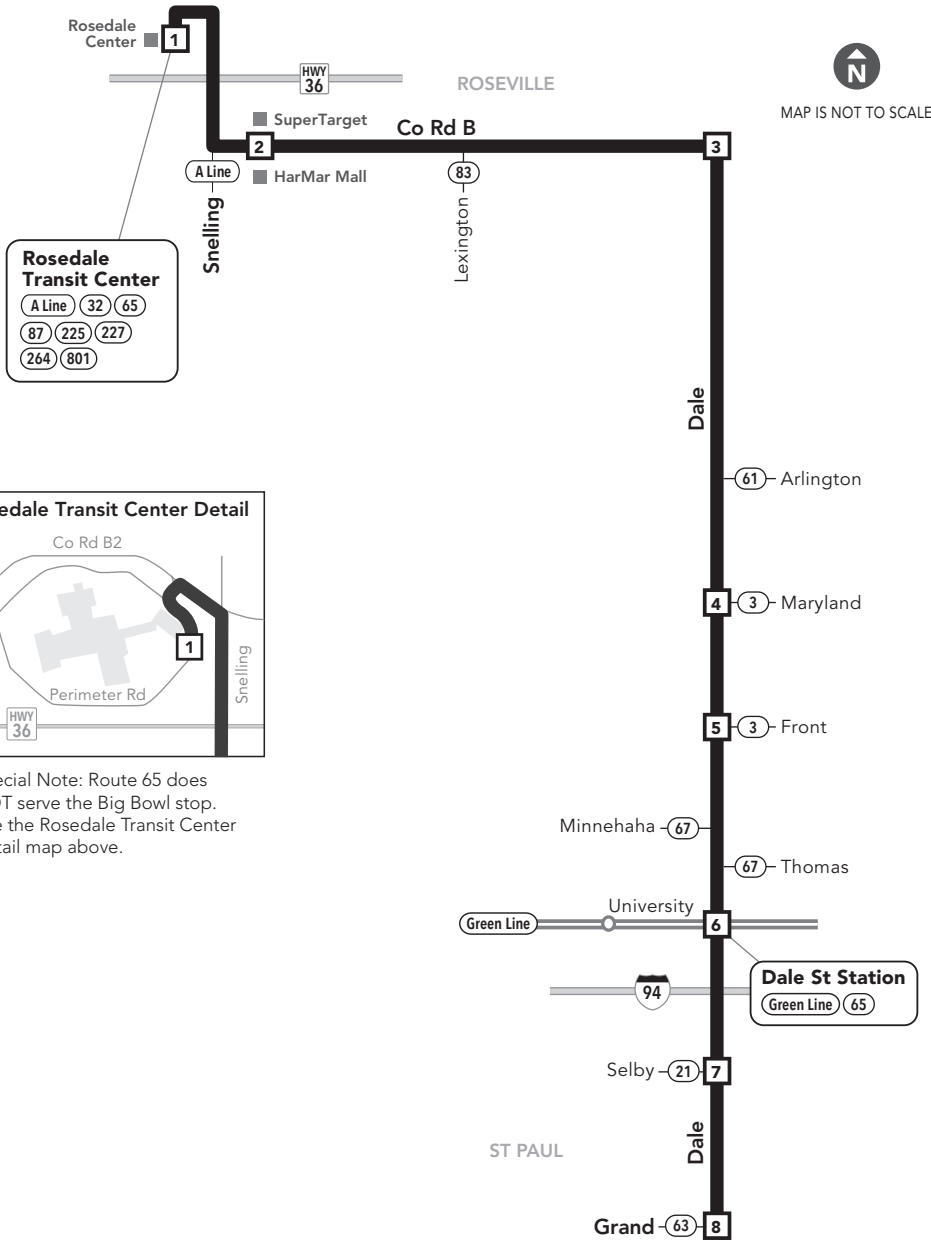 Rosedale
Center
1
HWY
36
ROSEVILLE
N
MAP IS NOT TO SCALE
SuperTarget
Co Rd B
2
3
A Line
HarMar Mall
83
Snelling
Lexington
Rosedale
Transit Center
A Line 32 65
87 225 227
264 801
Dale
61 Arlington
edale Transit Center Detail
Co Rd B2
1
Snelling
Perimeter Rd
HWY
36
4 3 Maryland
5 3 Front
ecial Note: Route 65 does
OT serve the Big Bowl stop.
e the Rosedale Transit Center
tail map above.
Minnehaha 67
67 Thomas
University
Green Line
6
94
Dale St Station
Green Line 65
Selby 21 7
Dale
ST PAUL
Grand 63 8